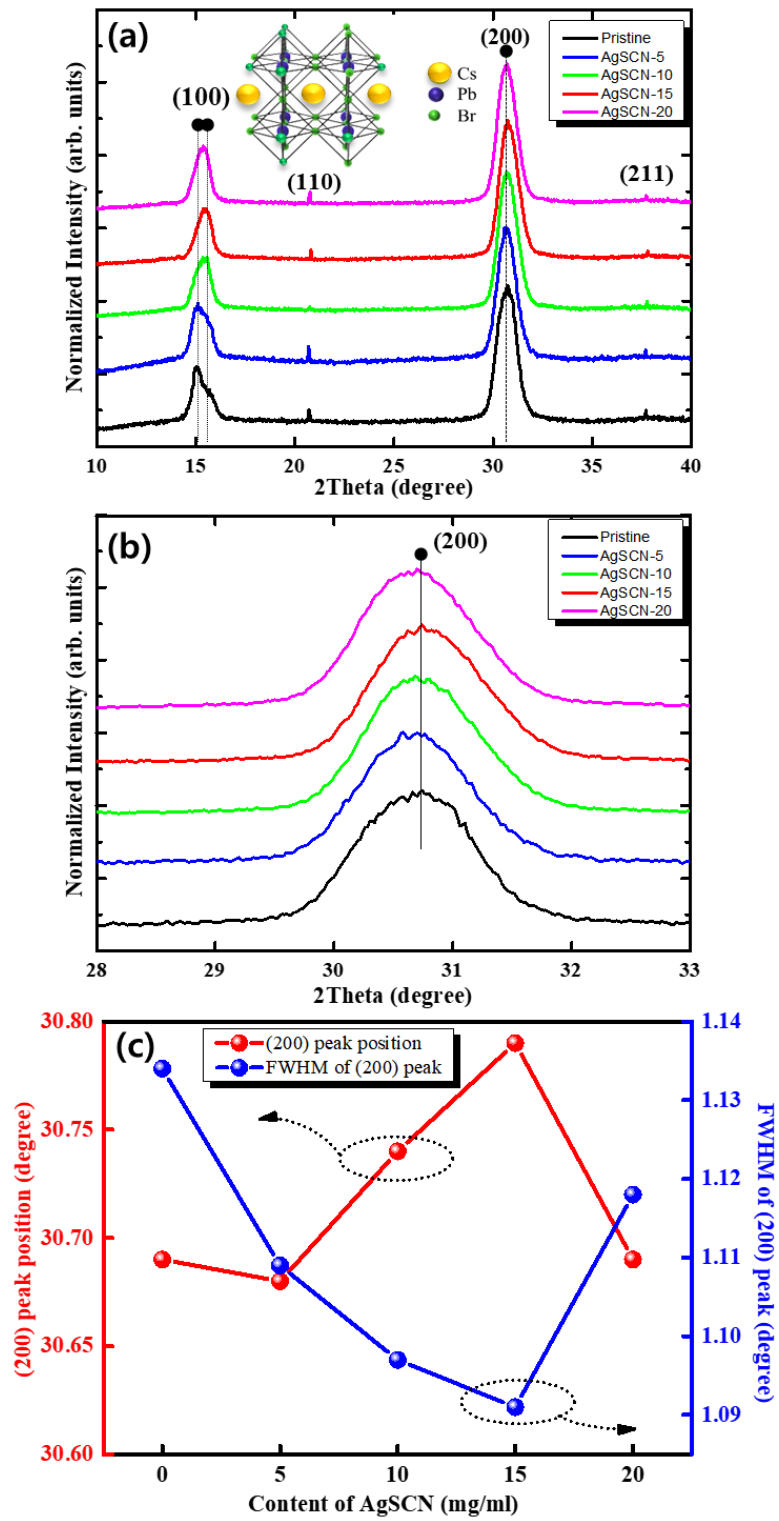 (a)
(200)
Pristine
AgSCN-5
AgSCN-10
AgSCN-15
AgSCN-20
Cs
Pb
Br
(100)
(110)
(211)
Normalized Intensity (arb. units)
10 15 20 25 30 35 40
2Theta (degree)
(b)
(200)
Pristine
AgSCN-5
AgSCN-10
AgSCN-15
AgSCN-20
Normalized Intensity (arb. units)
28 29 30 31 32 33
2Theta (degree)
(c)
(200) peak position
FWHM of (200) peak
30.80
30.75
30.70
30.65
30.60
(200) peak position (degree)
1.14
1.13
1.12
1.110
1.10
1.09
FWHM of (200) peak (degree)
0 5 10 15 20
Content of AgSCN (mg/ml)